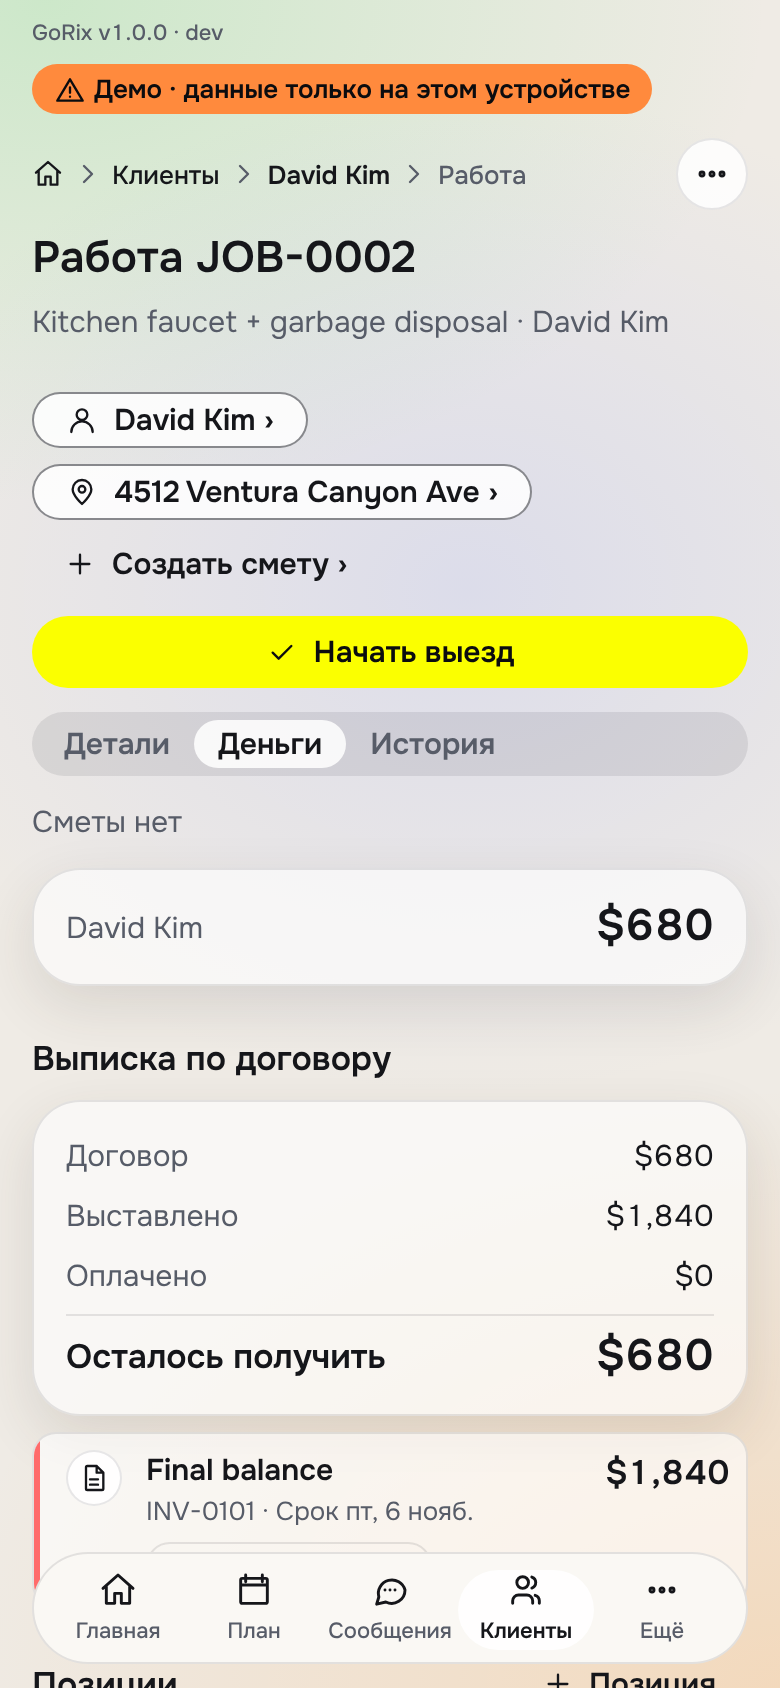 GoRix v1.0.0 · dev
Демо · данные только на этом устройстве
Клиенты > David Kim > Работа
Работа JOB-0002
Kitchen faucet + garbage disposal · David Kim
David Kim ›
4512 Ventura Canyon Ave ›
+ Создать смету ›
Начать выезд
Детали Деньги История
Сметы нет
David Kim $680
Выписка по договору
Договор $680
Выставлено $1,840
Оплачено $0
Осталось получить $680
Final balance $1,840
INV-0101 · Срок пт, 6 нояб.
Главная План Сообщения Клиенты Ещё
Позиции + Позиция